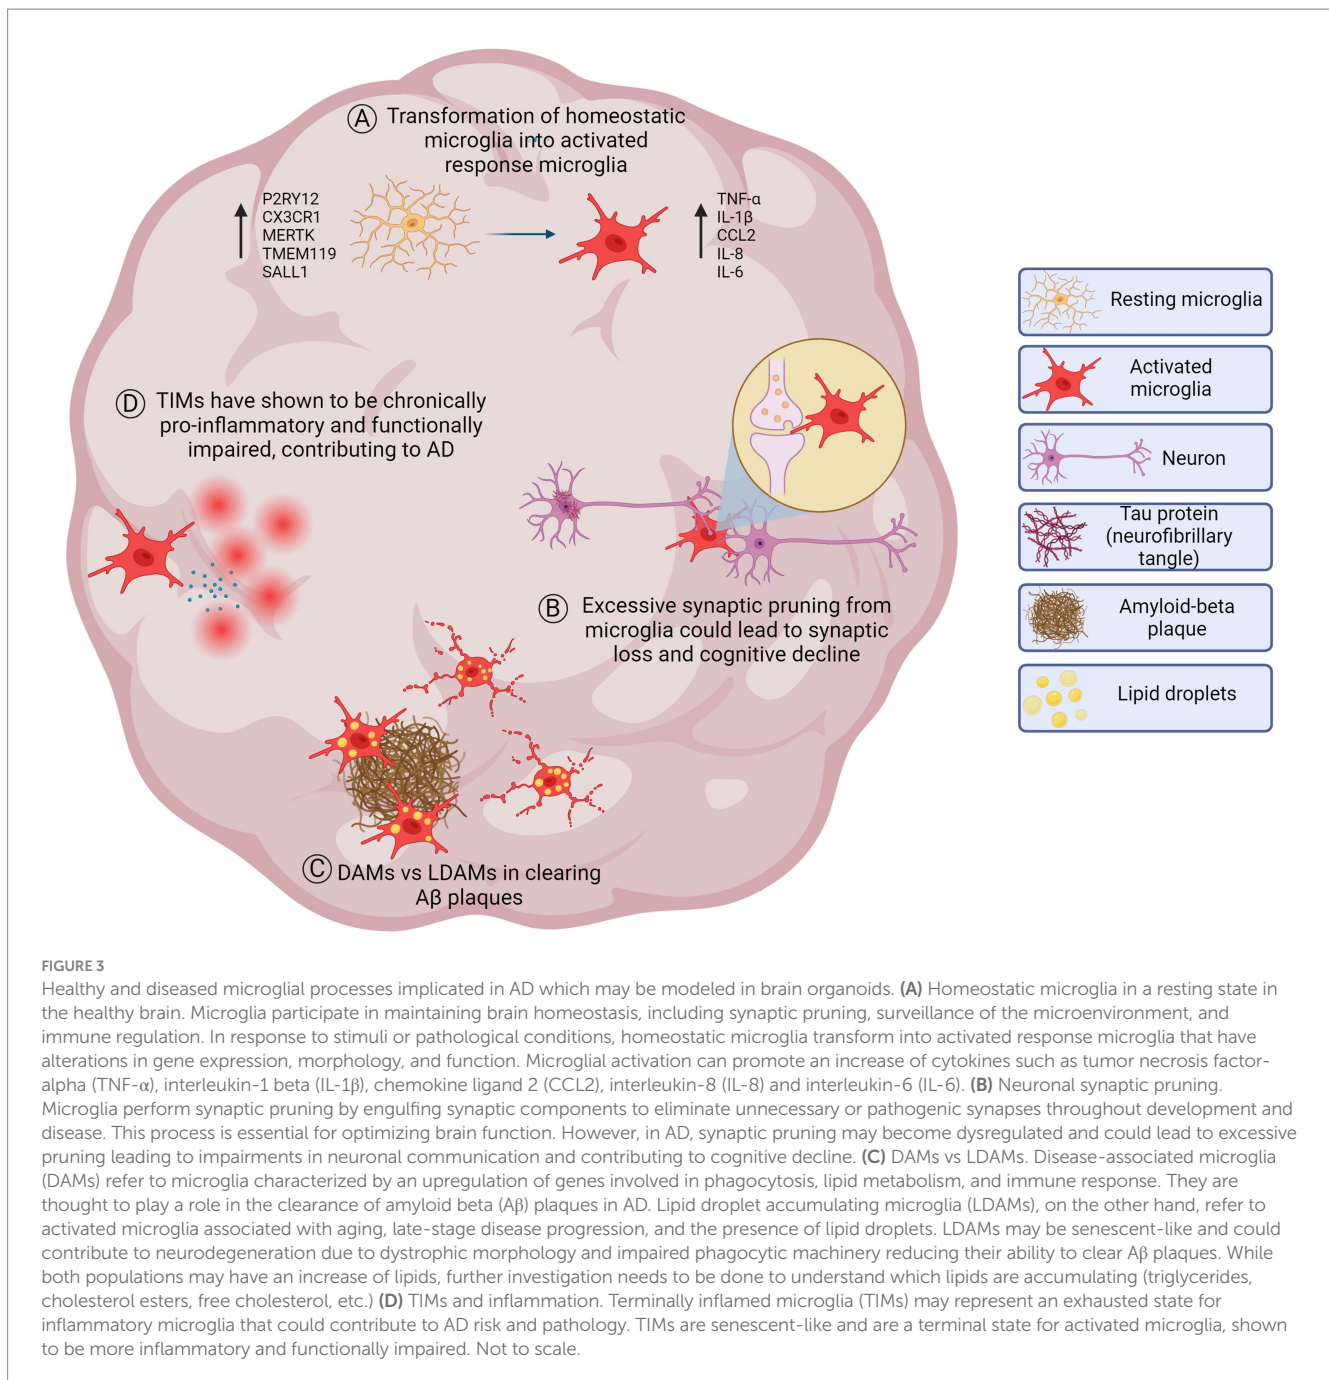 Ⓐ Transformation of homeostatic
microglia into activated
response microglia
P2RY12
CX3CR1
MERTK
TMEM119
SALL1
TNF-α
IL-1β
CCL2
IL-8
IL-6
Resting microglia
Activated
microglia
Neuron
Tau protein
(neurofibrillary
tangle)
Amyloid-beta
plaque
Lipid droplets
Ⓓ TIMs have shown to be chronically
pro-inflammatory and functionally
impaired, contributing to AD
Ⓑ Excessive synaptic pruning from
microglia could lead to synaptic
loss and cognitive decline
Ⓒ DAMs vs LDAMs in clearing
Aβ plaques
FIGURE 3
Healthy and diseased microglial processes implicated in AD which may be modeled in brain organoids. (A) Homeostatic microglia in a resting state in
the healthy brain. Microglia participate in maintaining brain homeostasis, including synaptic pruning, surveillance of the microenvironment, and
immune regulation. In response to stimuli or pathological conditions, homeostatic microglia transform into activated response microglia that have
alterations in gene expression, morphology, and function. Microglial activation can promote an increase of cytokines such as tumor necrosis factor-
alpha (TNF-α), interleukin-1 beta (IL-1β), chemokine ligand 2 (CCL2), interleukin-8 (IL-8) and interleukin-6 (IL-6). (B) Neuronal synaptic pruning.
Microglia perform synaptic pruning by engulfing synaptic components to eliminate unnecessary or pathogenic synapses throughout development and
disease. This process is essential for optimizing brain function. However, in AD, synaptic pruning may become dysregulated and could lead to excessive
pruning leading to impairments in neuronal communication and contributing to cognitive decline. (C) DAMs vs LDAMs. Disease-associated microglia
(DAMs) refer to microglia characterized by an upregulation of genes involved in phagocytosis, lipid metabolism, and immune response. They are
thought to play a role in the clearance of amyloid beta (Aβ) plaques in AD. Lipid droplet accumulating microglia (LDAMs), on the other hand, refer to
activated microglia associated with aging, late-stage disease progression, and the presence of lipid droplets. LDAMs may be senescent-like and could
contribute to neurodegeneration due to dystrophic morphology and impaired phagocytic machinery reducing their ability to clear Aβ plaques. While
both populations may have an increase of lipids, further investigation needs to be done to understand which lipids are accumulating (triglycerides,
cholesterol esters, free cholesterol, etc.) (D) TIMs and inflammation. Terminally inflamed microglia (TIMs) may represent an exhausted state for
inflammatory microglia that could contribute to AD risk and pathology. TIMs are senescent-like and are a terminal state for activated microglia, shown
to be more inflammatory and functionally impaired. Not to scale.